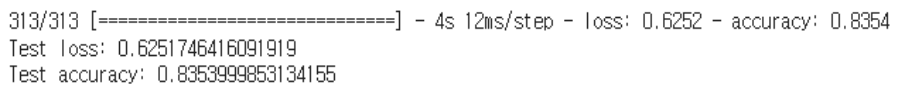 313/313 [==============================] - 4s 12ms/step - loss: 0.6252 - accuracy: 0.8354
Test loss: 0.6251746416091919
Test accuracy: 0.8353999853134155